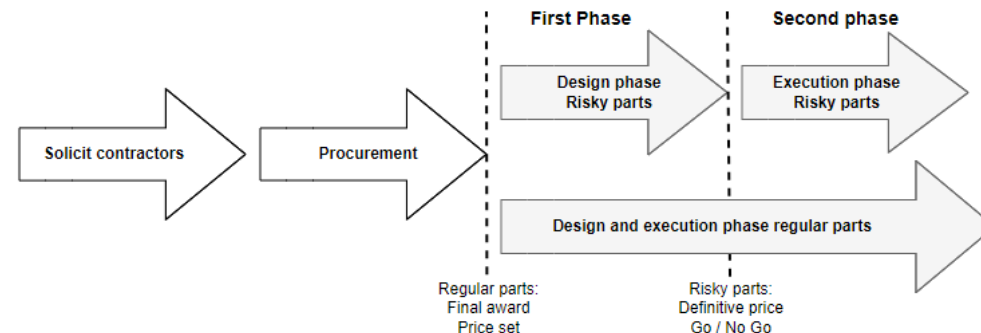 First Phase
Second phase
Design phase
Risky parts
Execution phase
Risky parts
Solicit contractors
Procurement
Design and execution phase regular parts
Regular parts:
Final award
Price set
Risky parts:
Definitive price
Go / No Go